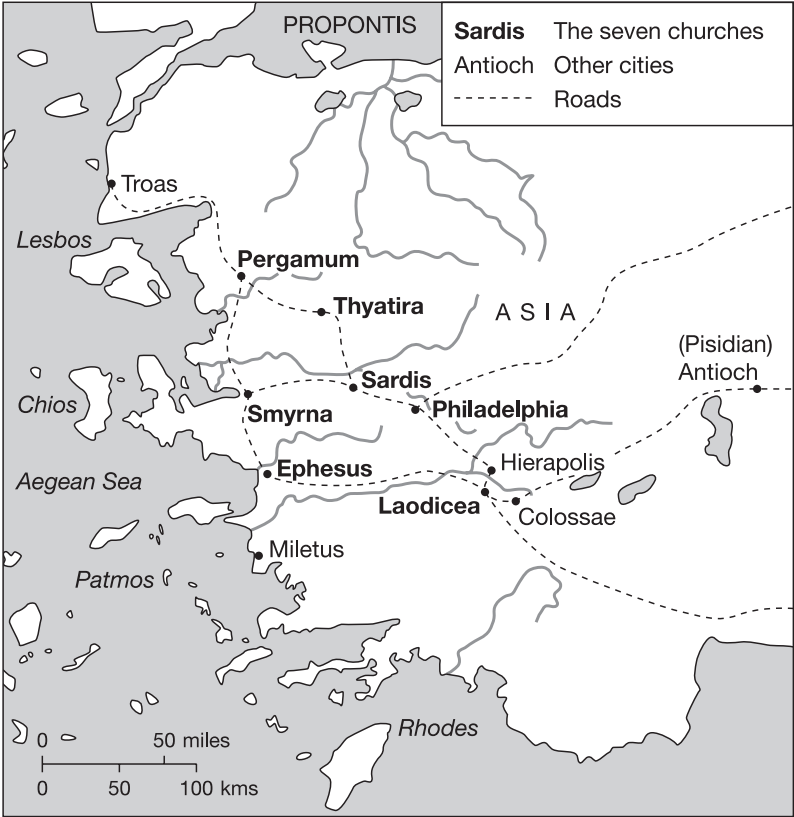 PROPONTIS
Sardis The seven churches
Antioch Other cities
Roads
Troas
Lesbos
Pergamum
Thyatira
ASIA
(Pisidian)
Antioch
Sardis
Chios
Smyrna
Philadelphia
Ephesus
Hierapolis
Aegean Sea
Laodicea
Colossae
Miletus
Patmos
Rhodes
0 50 miles
0 50 100 kms